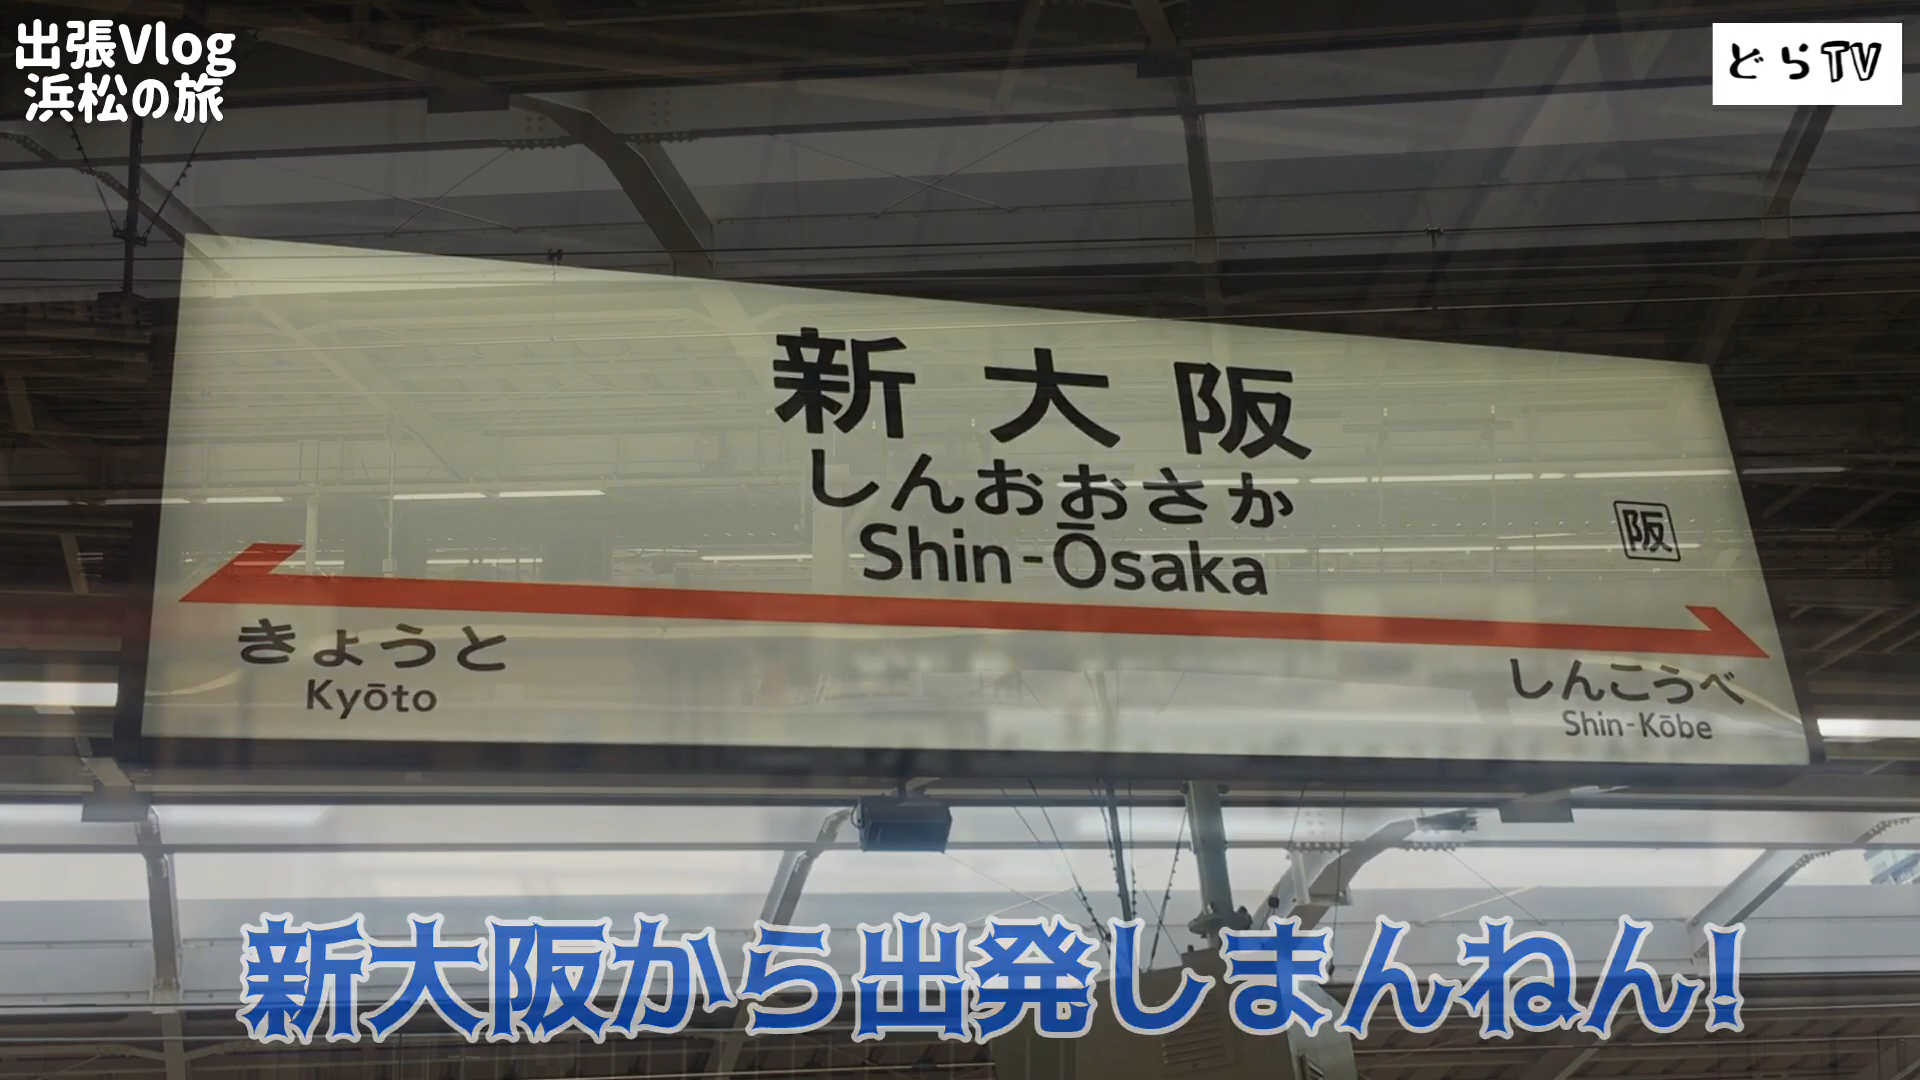 出張Vlog
浜松の旅
どらTV
新大阪
しんおおさか
Shin-Ōsaka
阪
きょうと
Kyōto
しんこうべ
Shin-Kōbe
新大阪から出発しまんねん!